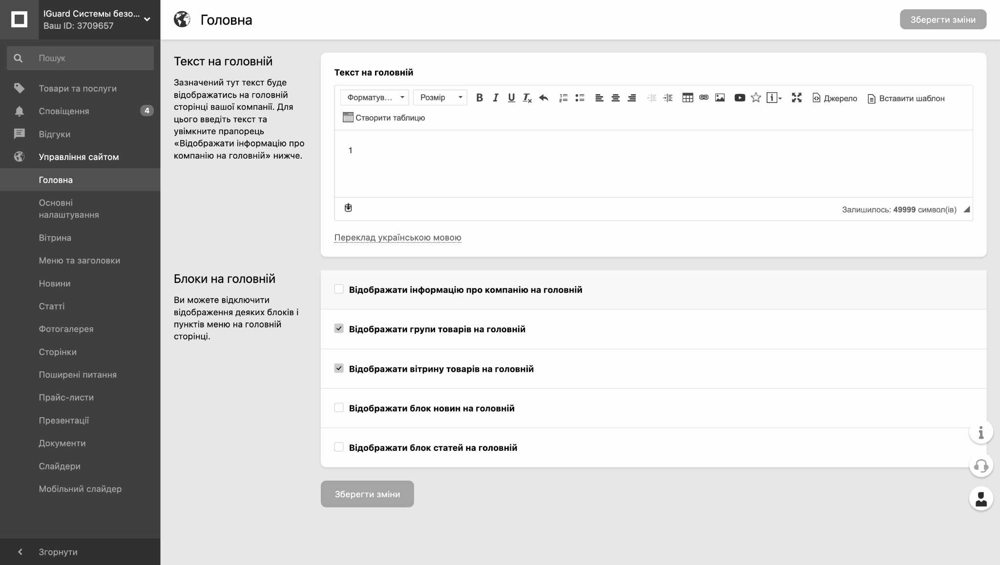 IGuard Системы безо...
Ваш ID: 3709657
Пошук
Товари та послуги
Сповіщення
4
Відгуки
Управління сайтом
Головна
Основні
налаштування
Вітрина
Меню та заголовки
Новини
Статті
Фотогалерея
Сторінки
Поширені питання
Прайс-листи
Презентації
Документи
Слайдери
Мобільний слайдер
Згорнути
Головна
Зберегти зміни
Текст на головній
Зазначений тут текст буде
відображатись на головній
сторінці вашої компанії. Для
цього введіть текст та
увімкните прапорець
«Відображати інформацію про
компанію на головній» нижче.
Текст на головній
Форматув...
Розмір
Джерело
Вставити шаблон
Створити таблицю
1
Залишилось: 49999 символ(ів)
Переклад українською мовою
Блоки на головній
Ви можете відключити
відображення деяких блоків і
пунктів меню на головній
сторінці.
Відображати інформацію про компанію на головній
Відображати групи товарів на головній
Відображати вітрину товарів на головній
Відображати блок новин на головній
Відображати блок статей на головній
Зберегти зміни